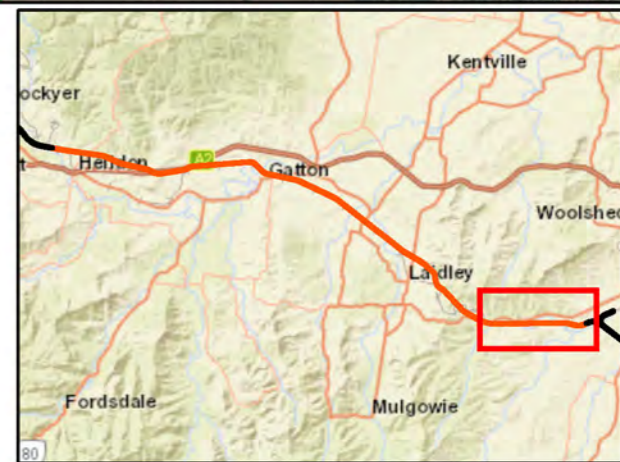 Kentville
ockyer
A2
Helidon
t
Gatton
Woolshed
Laidley
Fordsdale
Mulgowie
80